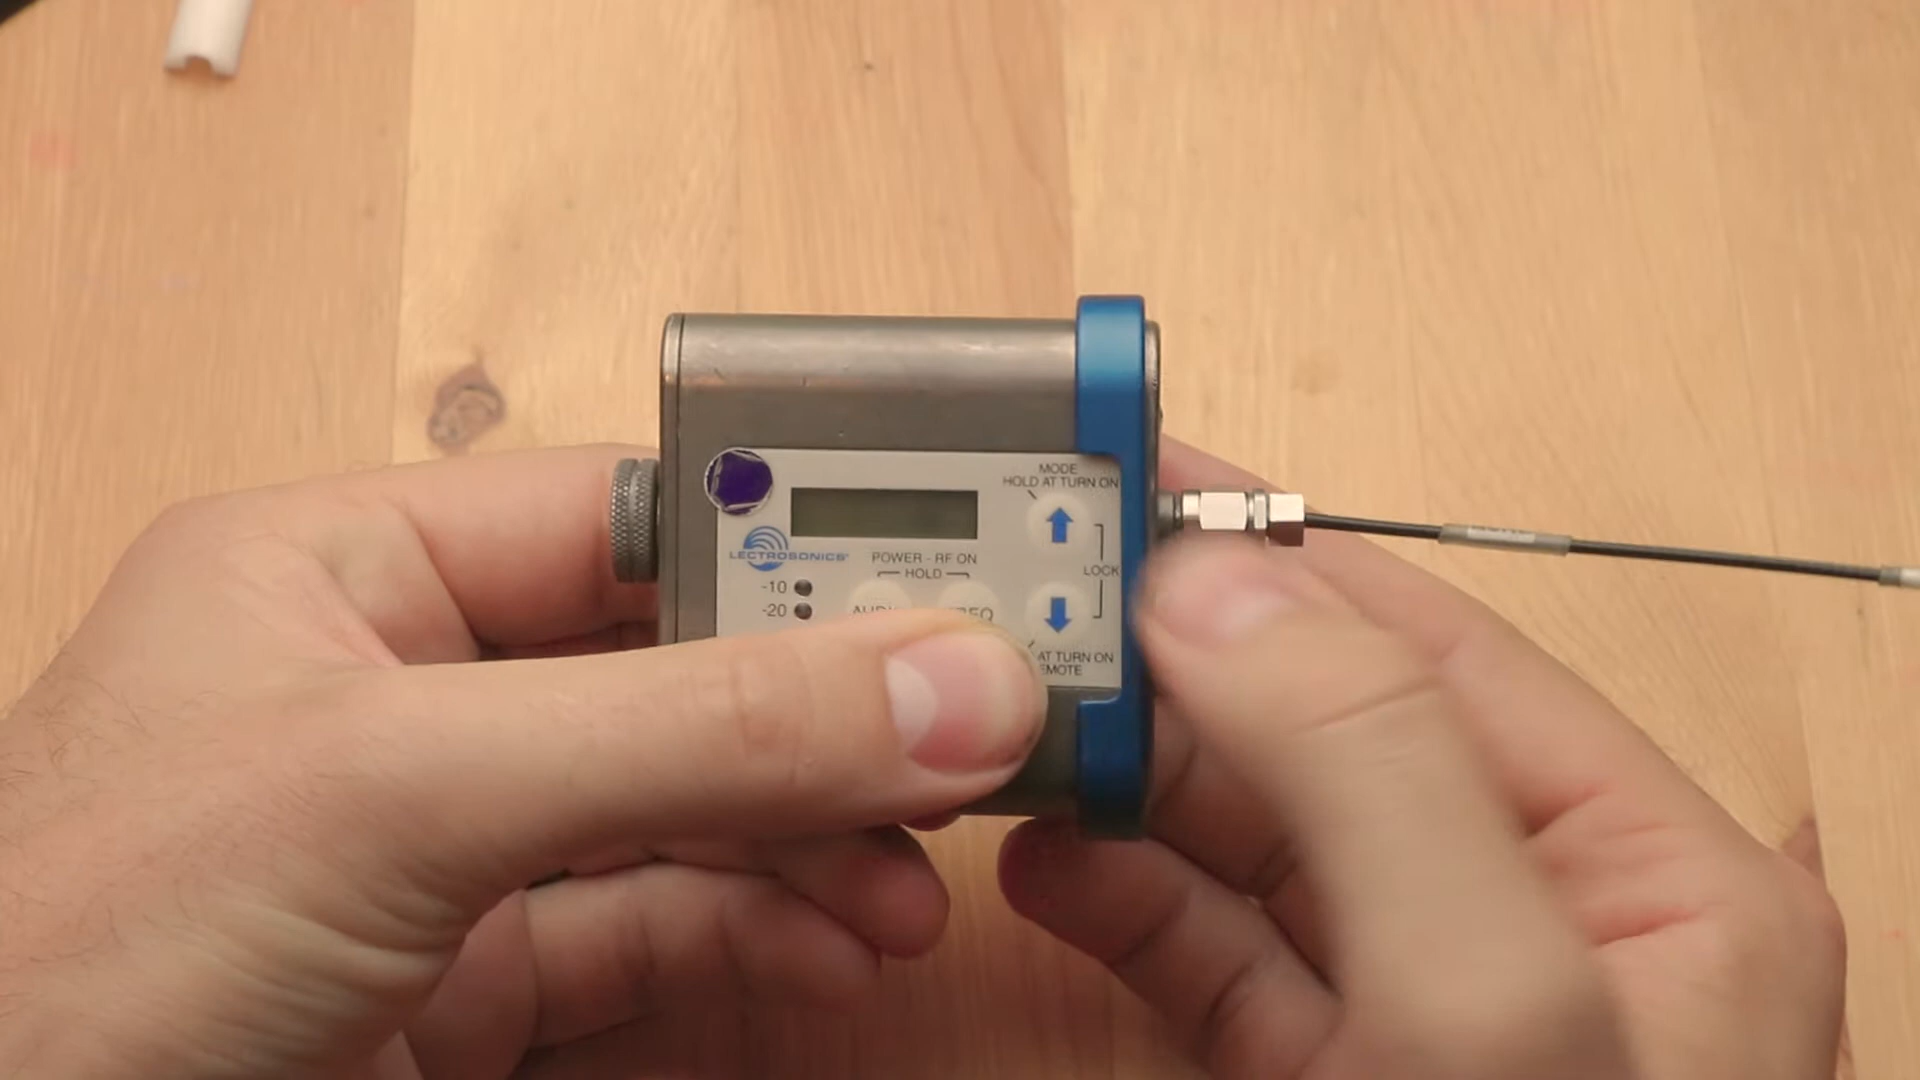 MODE
HOLD AT TURN ON
LECTROSONICS
POWER - RF ON
HOLD
LOCK
-10
-20
AT TURN ON